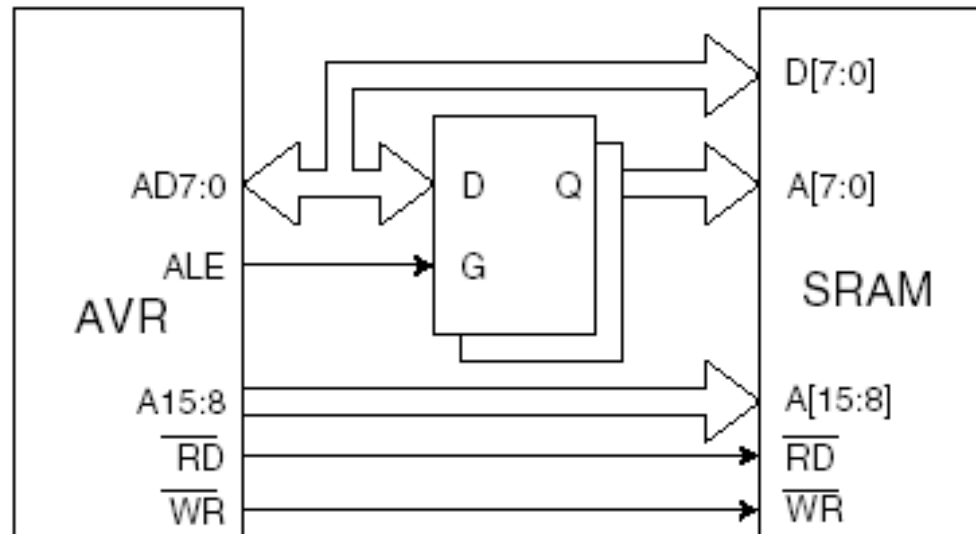 D[7:0]
AD7:0
D
Q
A[7:0]
ALE
G
AVR
SRAM
A15:8
A[15:8]
RD
RD
WR
WR